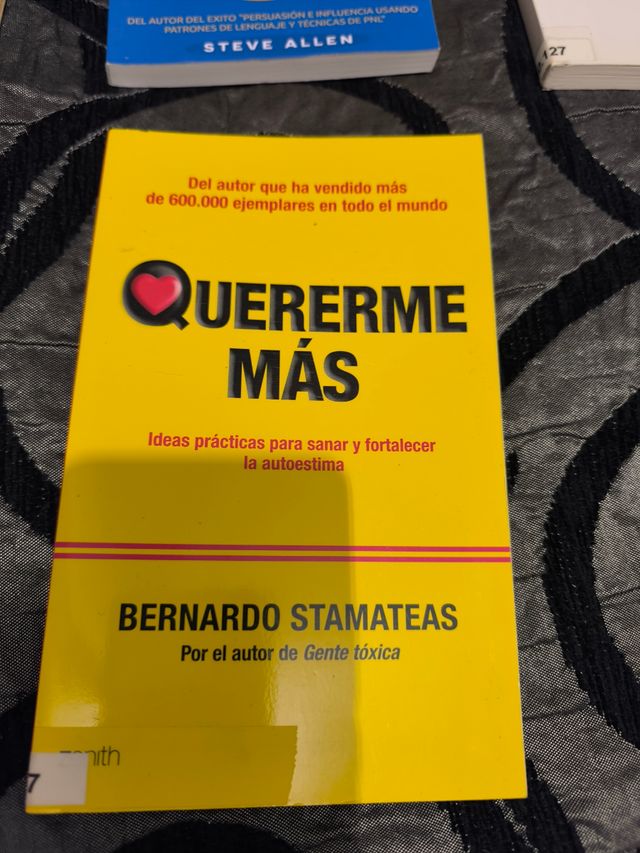 DEL AUTOR DEL EXITO "PERSUASIÓN E INFLUENCIA USANDO
PATRONES DE LENGUAJE Y TÉCNICAS DE PNL"
STEVE ALLEN
127
Del autor que ha vendido más
de 600.000 ejemplares en todo el mundo
QUERERME
MÁS
Ideas prácticas para sanar y fortalecer
la autoestima
BERNARDO STAMATEAS
Por el autor de Gente tóxica
zenith
7